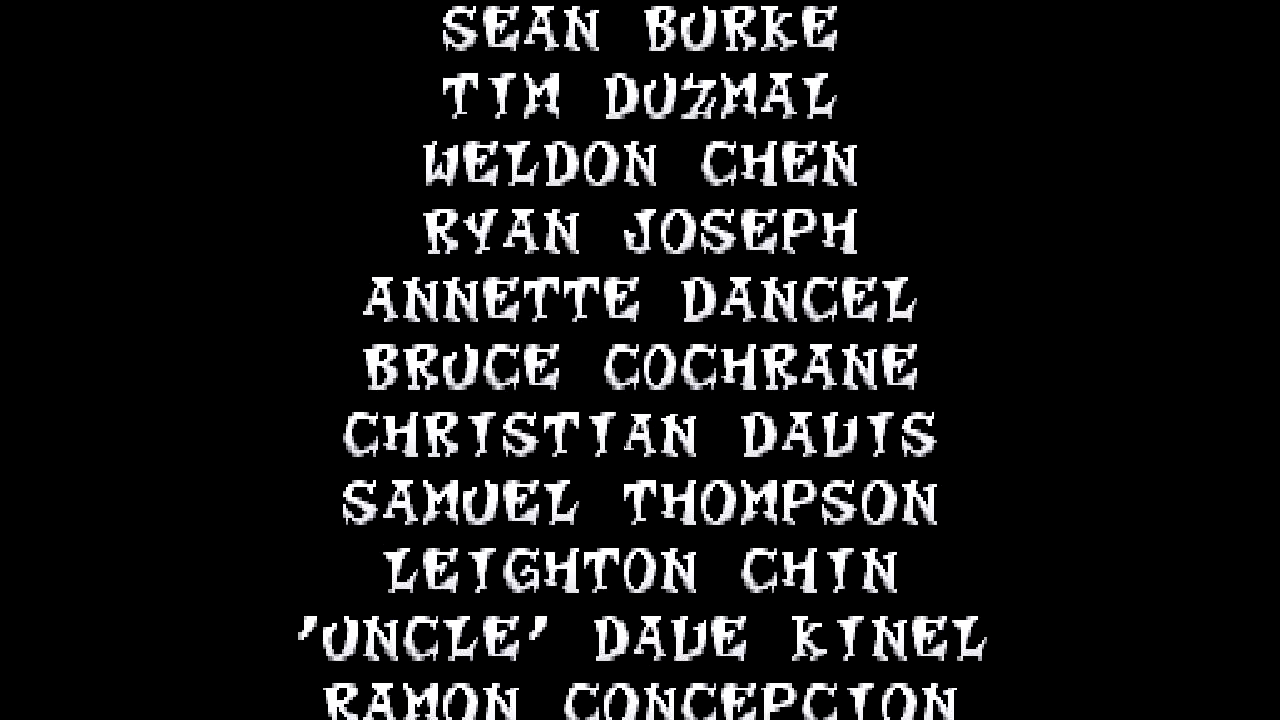 SEAN BURKE
TIM DUZMAL
WELDON CHEN
RYAN JOSEPH
ANNETTE DANCEL
BRUCE COCHRANE
CHRISTIAN DAVIS
SAMUEL THOMPSON
LEIGHTON CHIN
'UNCLE' DAVE KINEL
RAMON CONCEPCION